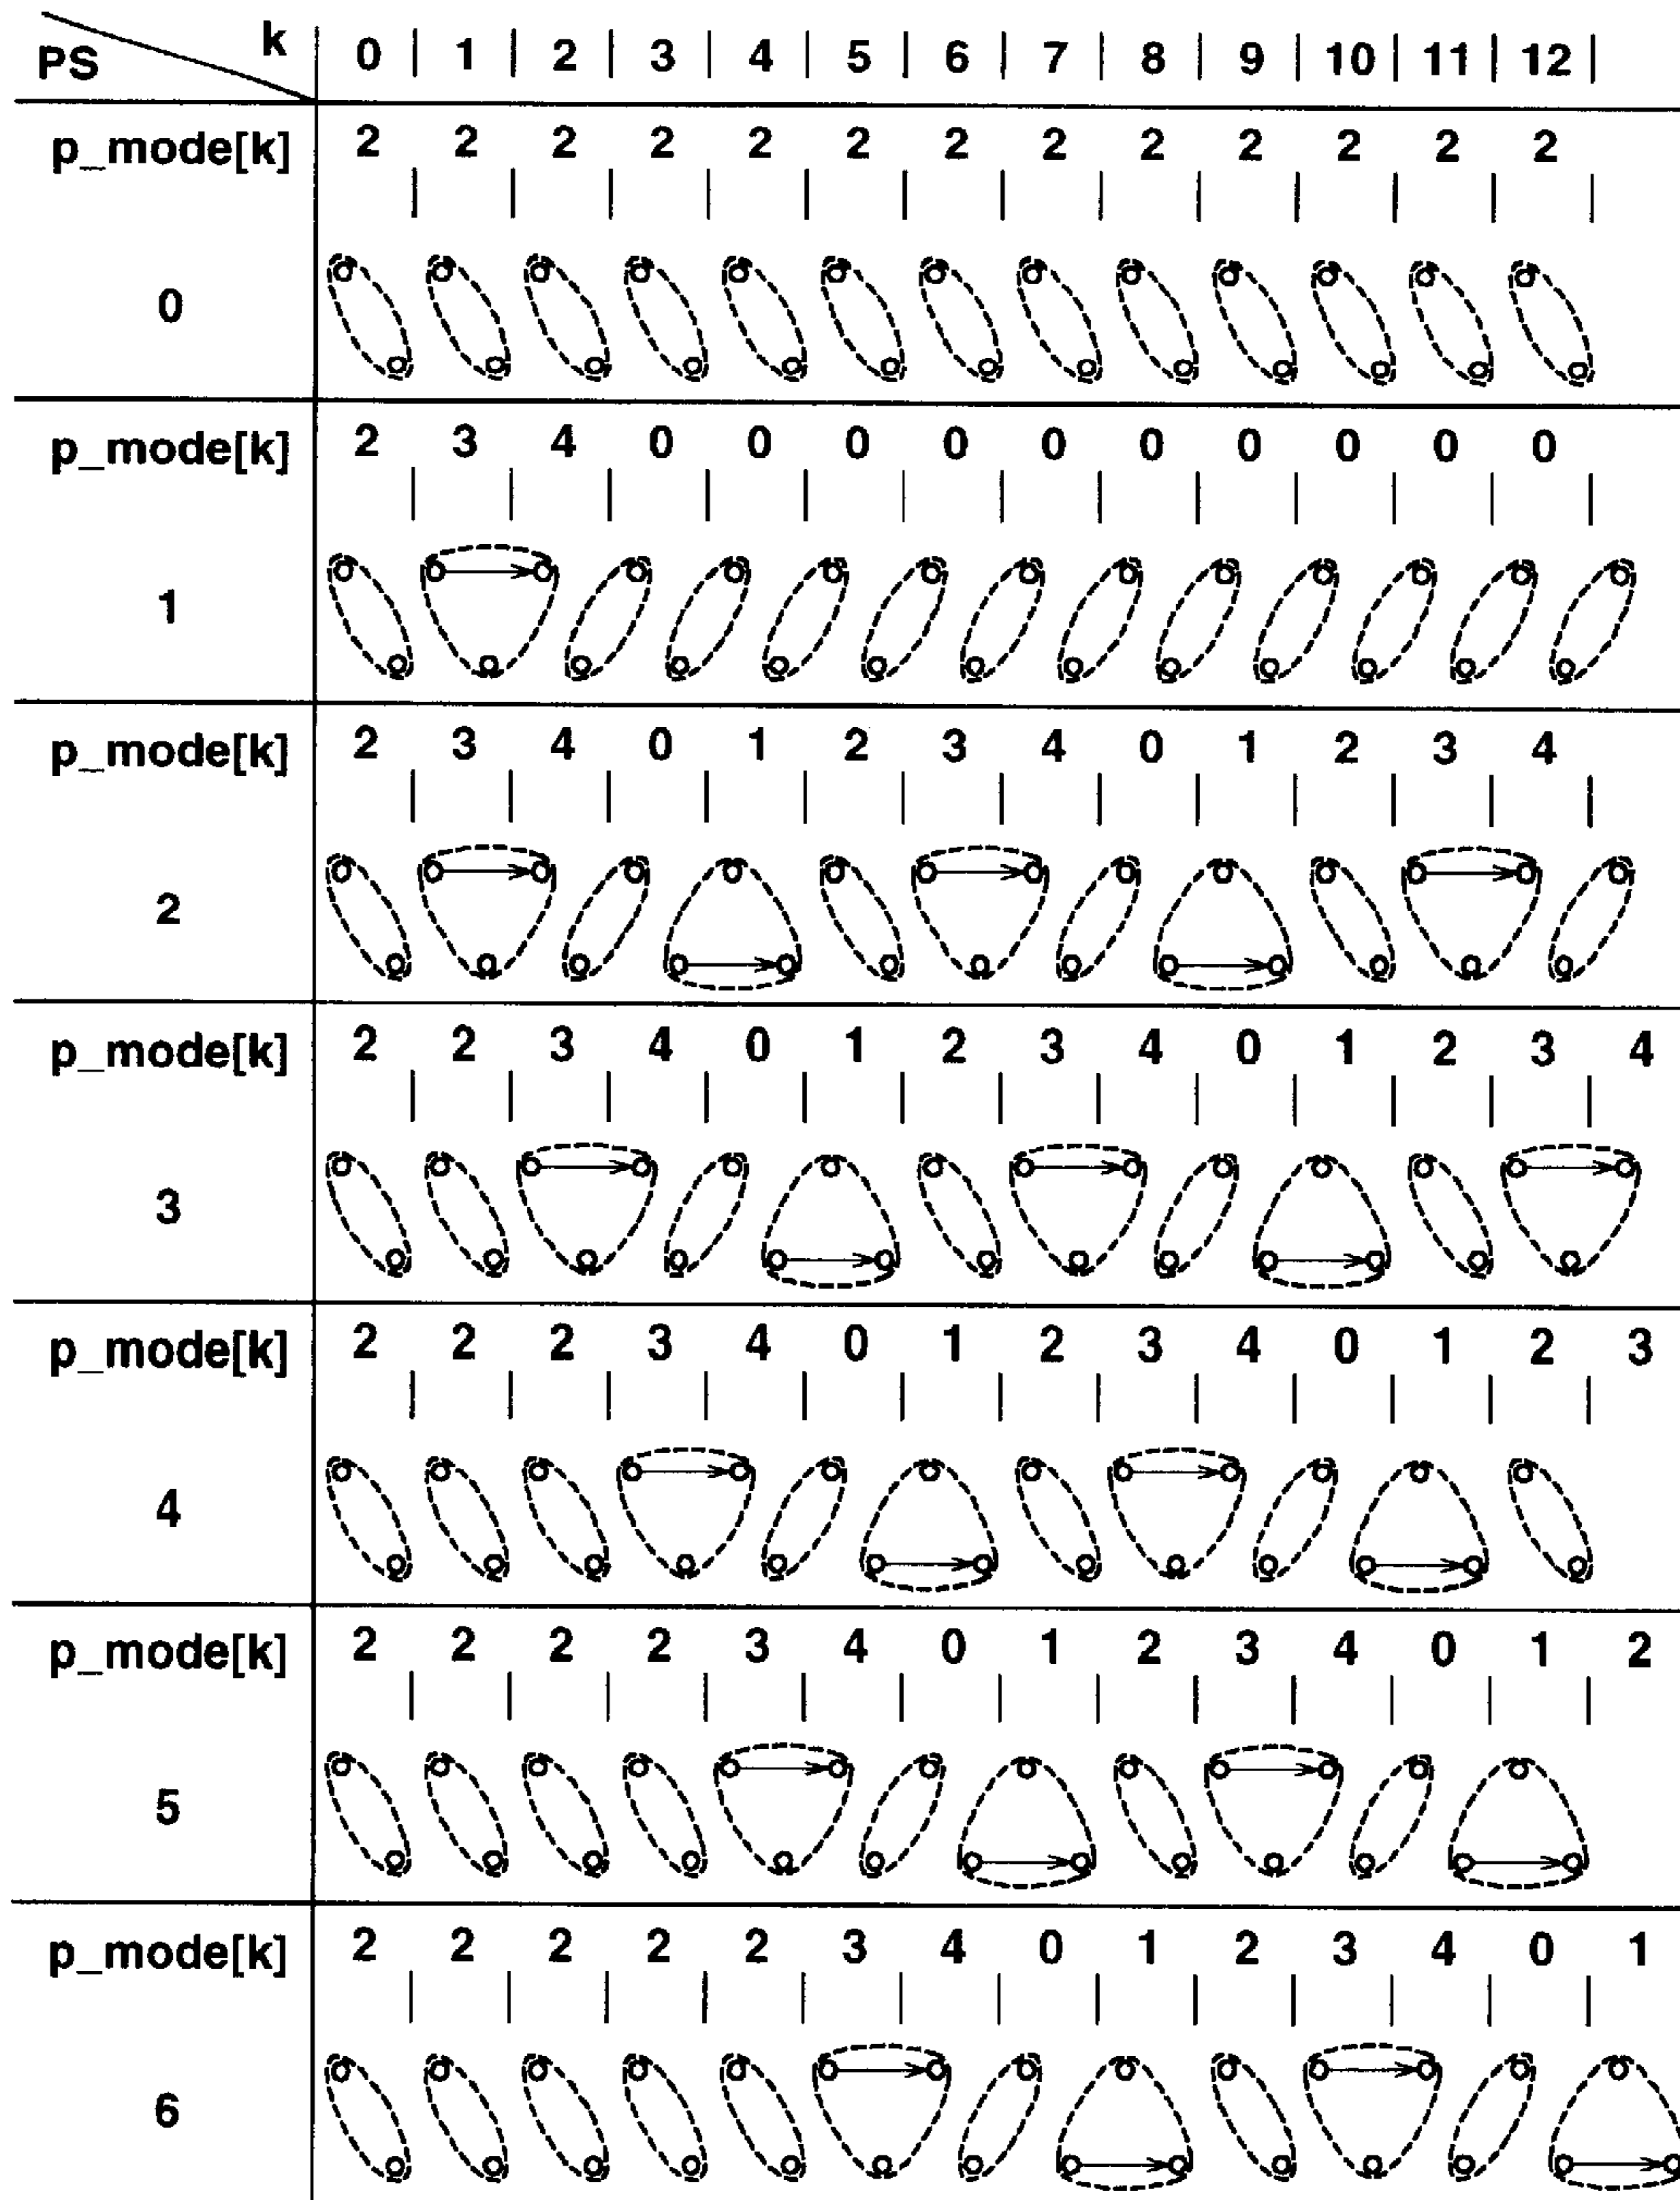 PS k 0 1 2 3 4 5 6 7 8 9 10 11 12
p_mode[k] 2 2 2 2 2 2 2 2 2 2 2 2 2
0
p_mode[k] 2 3 4 0 0 0 0 0 0 0 0 0 0
1
p_mode[k] 2 3 4 0 1 2 3 4 0 1 2 3 4
2
p_mode[k] 2 2 3 4 0 1 2 3 4 0 1 2 3 4
3
p_mode[k] 2 2 2 3 4 0 1 2 3 4 0 1 2 3
4
p_mode[k] 2 2 2 2 3 4 0 1 2 3 4 0 1 2
5
p_mode[k] 2 2 2 2 2 3 4 0 1 2 3 4 0 1
6